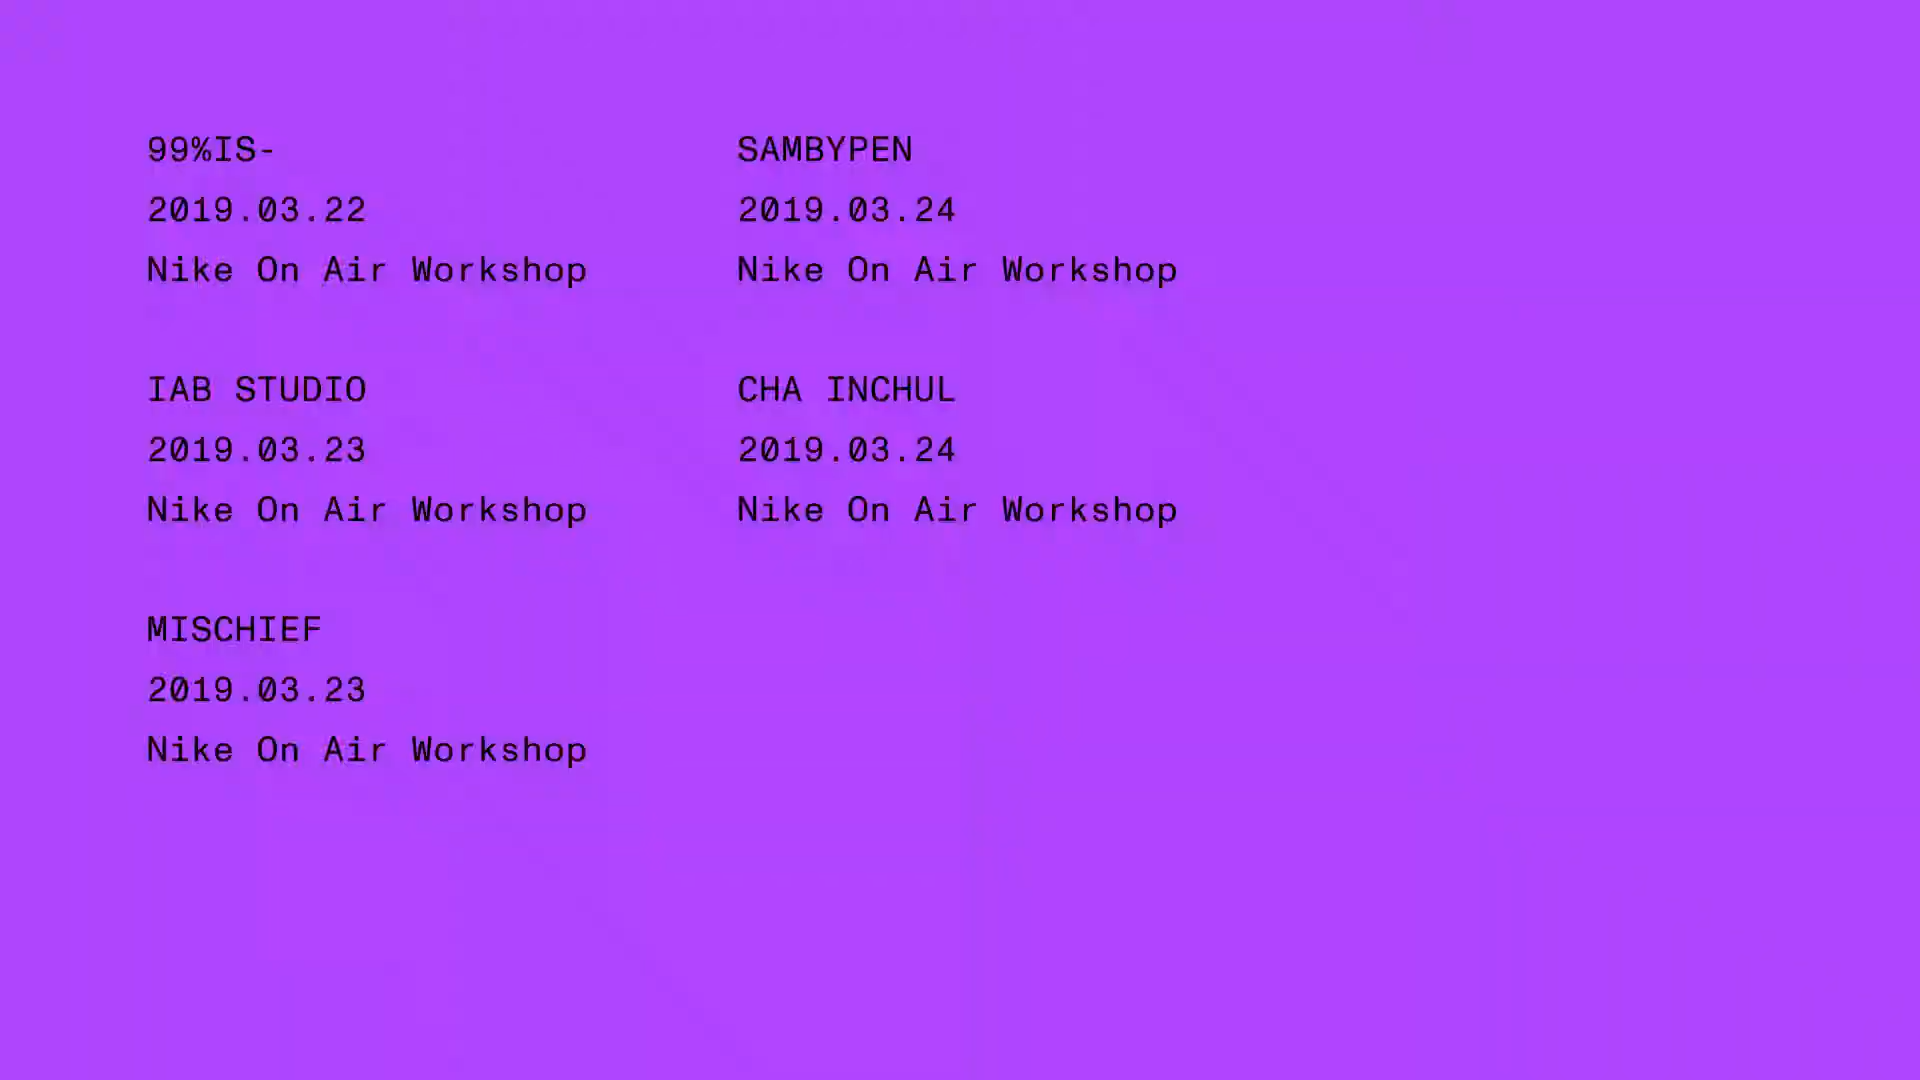 99%IS-
2019.03.22
Nike On Air Workshop
IAB STUDIO
2019.03.23
Nike On Air Workshop
MISCHIEF
2019.03.23
Nike On Air Workshop
SAMBYPEN
2019.03.24
Nike On Air Workshop
CHA INCHUL
2019.03.24
Nike On Air Workshop